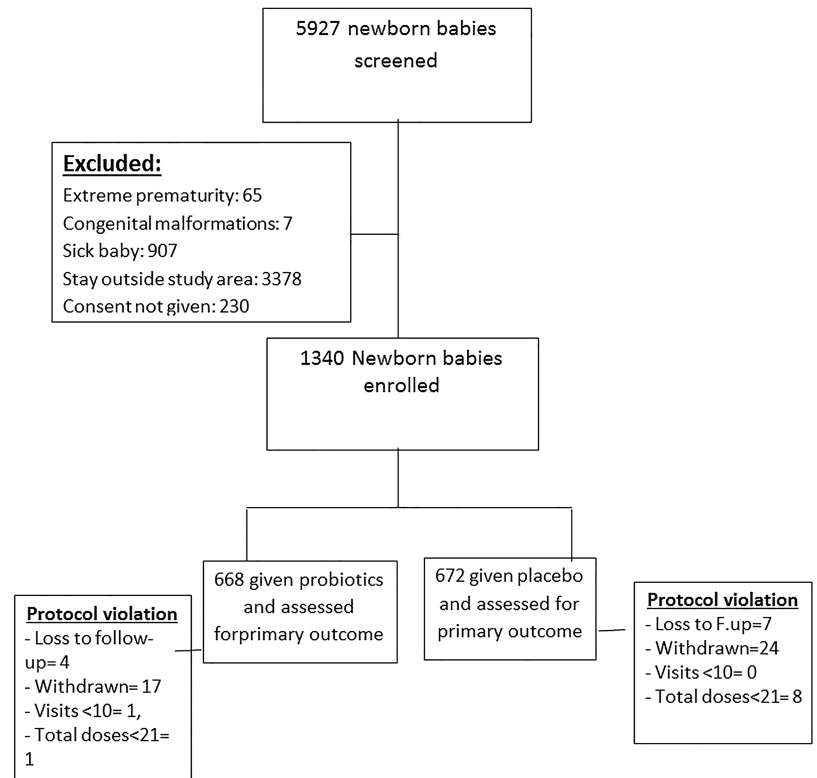 5927 newborn babies
screened
Excluded:
Extreme prematurity: 65
Congenital malformations: 7
Sick baby: 907
Stay outside study area: 3378
Consent not given: 230
1340 Newborn babies
enrolled
668 given probiotics
and assessed
forprimary outcome
672 given placebo
and assessed for
primary outcome
Protocol violation
- Loss to follow-
up= 4
- Withdrawn= 17
- Visits <10= 1,
- Total doses<21=
1
Protocol violation
- Loss to F.up=7
- Withdrawn=24
- Visits <10= 0
- Total doses<21= 8